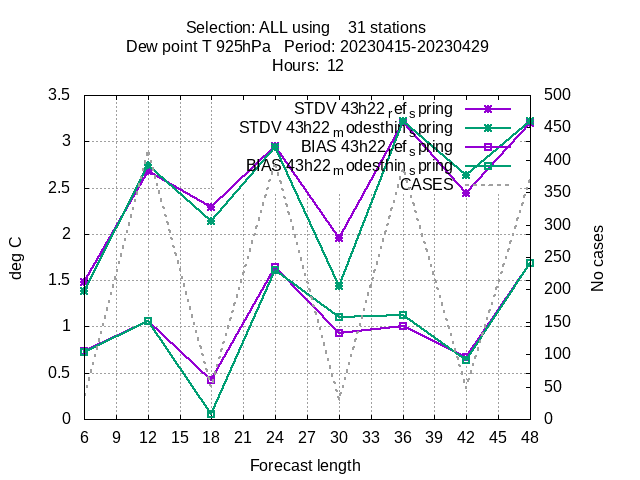 Selection: ALL using    31 stations
Dew point T 925hPa   Period: 20230415-20230429
Hours:  12
3.5
3
2.5
2
1.5
1
0.5
0
500
450
400
350
300
250
200
150
100
50
0
deg C
No cases
STDV 43h22_ref_spring
STDV 43h22_modesthin_spring
BIAS 43h22_ref_spring
BIAS 43h22_modesthin_spring
CASES
6 9 12 15 18 21 24 27 30 33 36 39 42 45 48
Forecast length